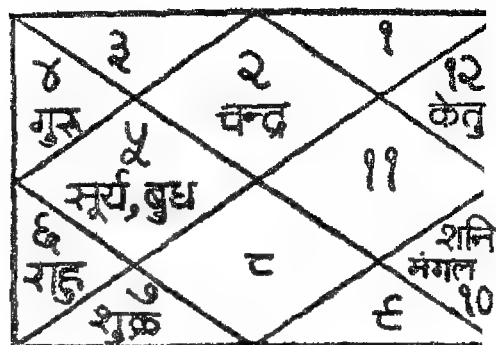 ३
१
४
गुरु
२
चन्द्र
१२
केतु
५
सूर्य, बुध
११
६
राहु
८
शनि
मंगल
१०
७
शुक्र
९